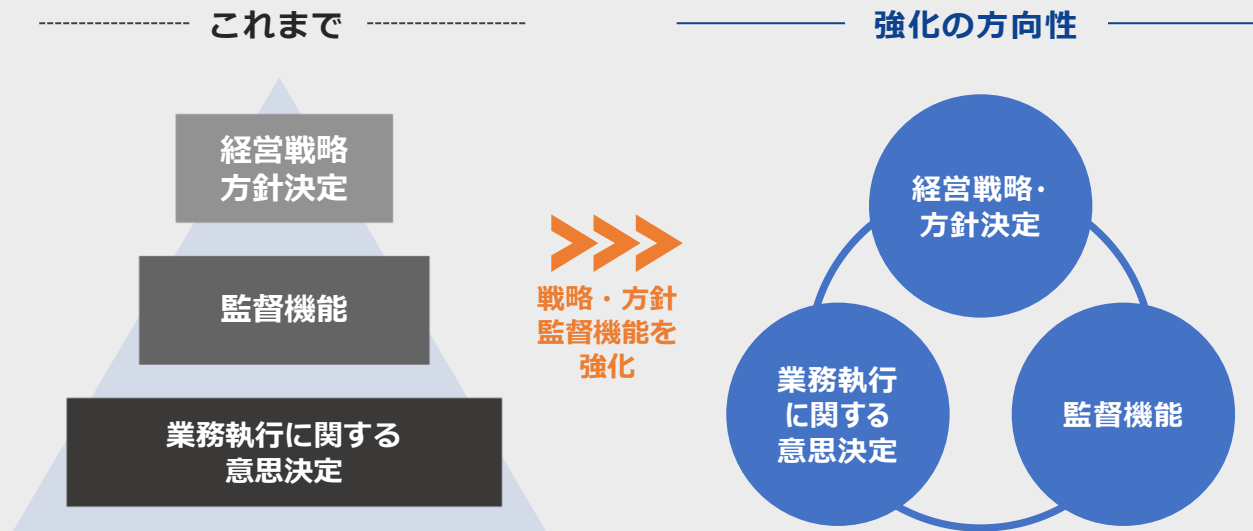 これまで
経営戦略
方針決定
監督機能
業務執行に関する
意思決定
戦略・方針
監督機能を
強化
強化の方向性
経営戦略・
方針決定
業務執行
に関する
意思決定
監督機能